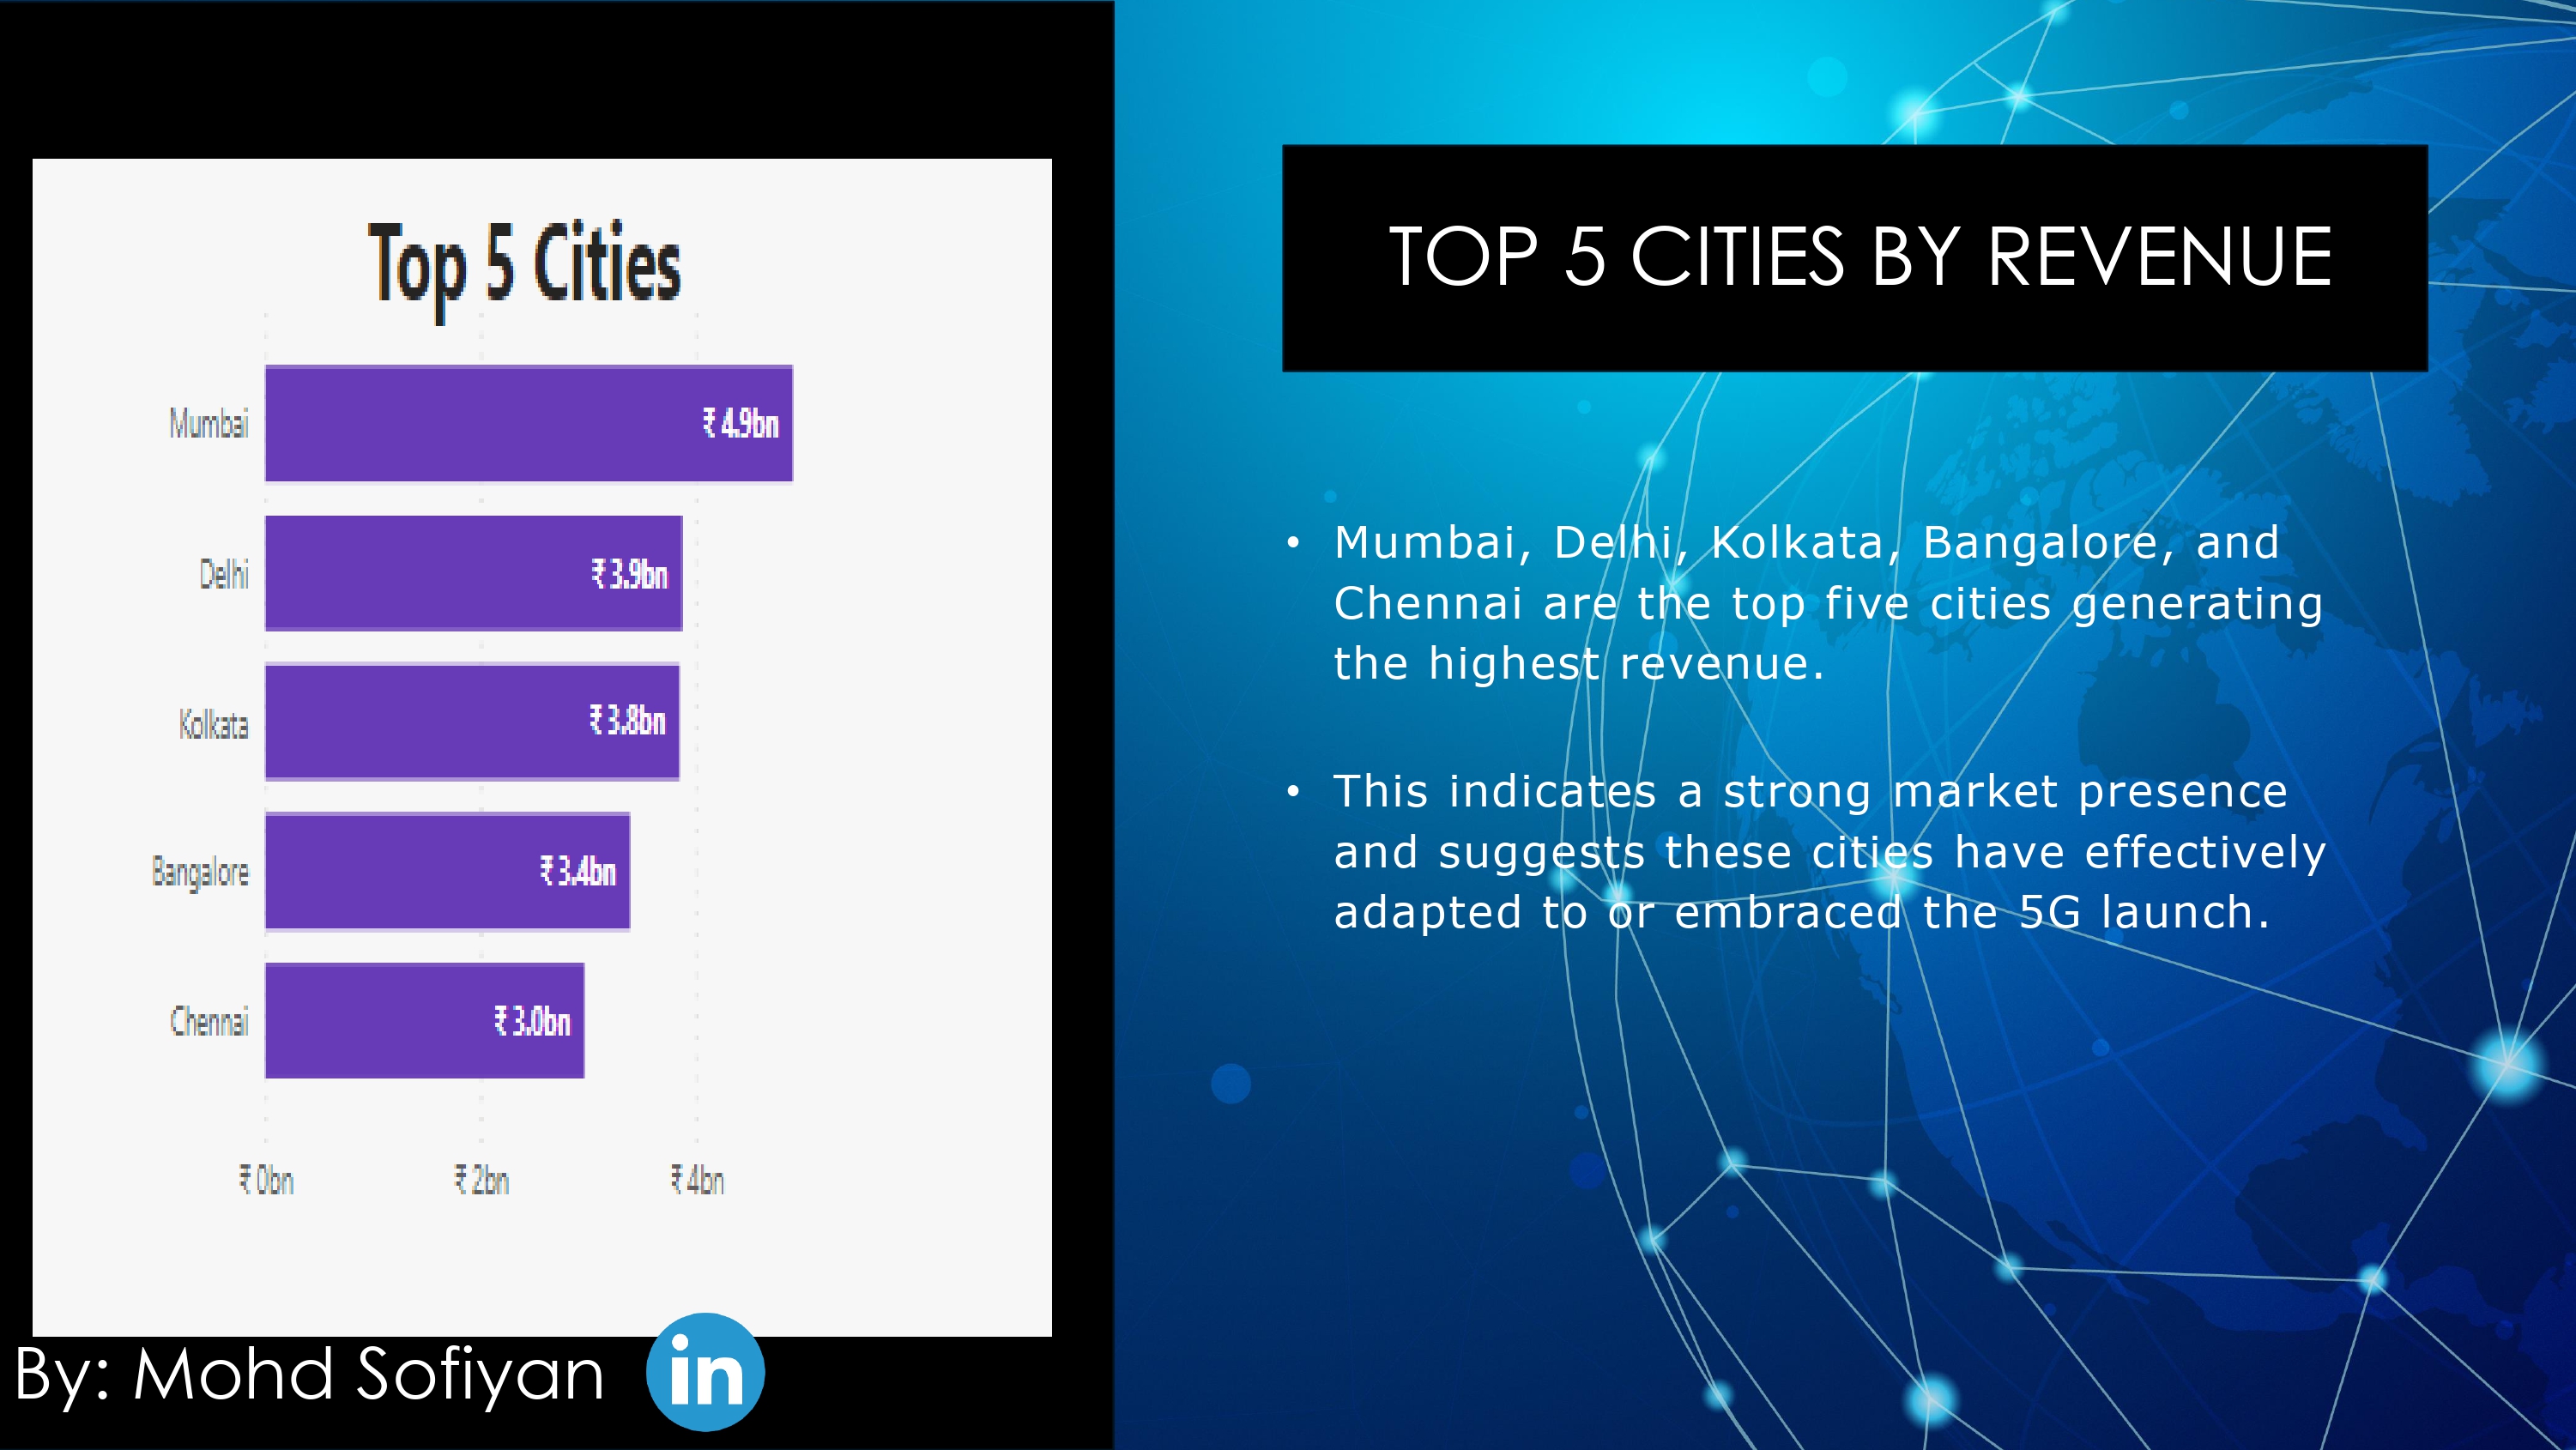 Top 5 Cities
Mumbai ₹ 4.9bn
Delhi ₹ 3.9bn
Kolkata ₹ 3.8bn
Bangalore ₹ 3.4bn
Chennai ₹ 3.0bn
₹ 0bn ₹ 2bn ₹ 4bn
By: Mohd Sofiyan in
TOP 5 CITIES BY REVENUE
• Mumbai, Delhi, Kolkata, Bangalore, and
Chennai are the top five cities generating
the highest revenue.
• This indicates a strong market presence
and suggests these cities have effectively
adapted to or embraced the 5G launch.